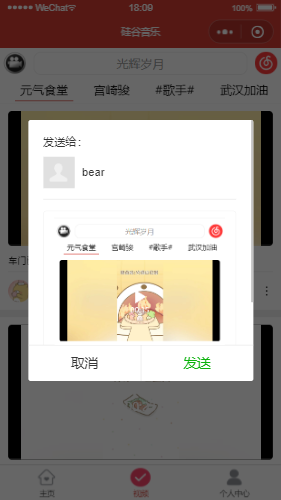 WeChat 18:09 100%
硅谷音乐
光辉岁月
元气食堂 宫崎骏 #歌手# 武汉加油
发送给:
bear
光辉岁月
元气食堂 宫崎骏 #歌手# 武汉加油
车门
取消 发送
主页 视频 个人中心